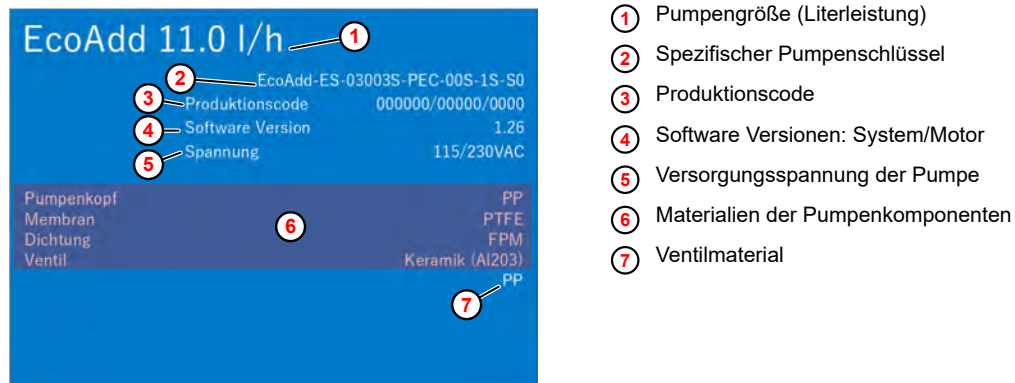 EcoAdd 11.0 l/h 1
2 EcoAdd-ES-03003S-PEC-00S-1S-S0
3 Produktionscode 000000/00000/0000
4 Software Version 1.26
5 Spannung 115/230VAC
Pumpenkopf PP
Membran PTFE
6
Dichtung FPM
Ventil Keramik (Al203)
PP
7
1 Pumpengröße (Literleistung)
2 Spezifischer Pumpenschlüssel
3 Produktionscode
4 Software Versionen: System/Motor
5 Versorgungsspannung der Pumpe
6 Materialien der Pumpenkomponenten
7 Ventilmaterial